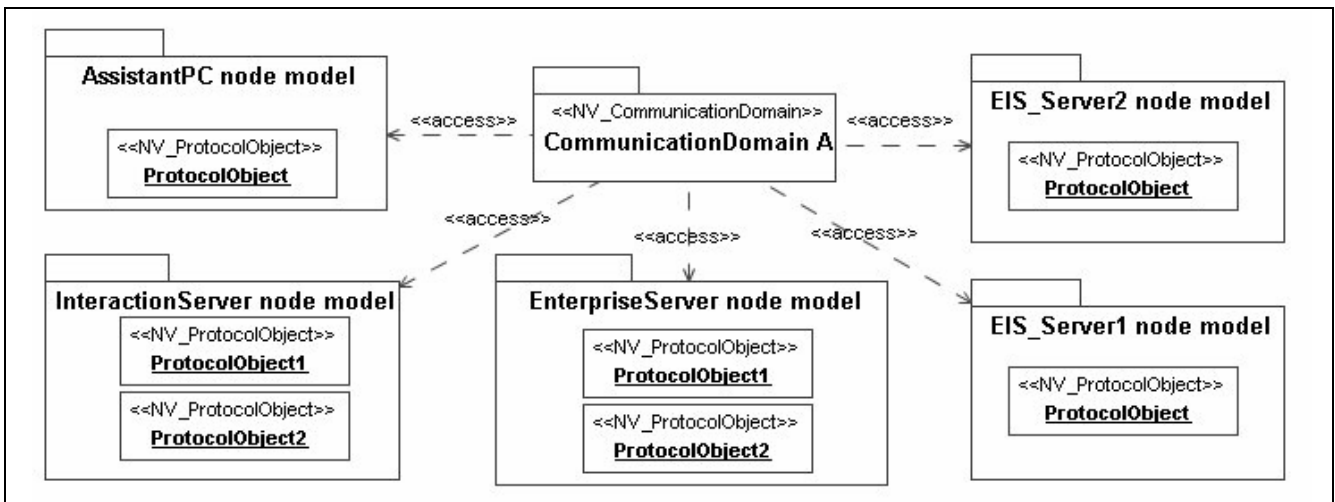 AssistantPC node model
<<NV_ProtocolObject>>
ProtocolObject
<<access>>
<<NV_CommunicationDomain>>
CommunicationDomain A
<<access>>
EIS_Server2 node model
<<NV_ProtocolObject>>
ProtocolObject
<<access>>
<<access>>
<<access>>
InteractionServer node model
<<NV_ProtocolObject>>
ProtocolObject1
<<NV_ProtocolObject>>
ProtocolObject2
EnterpriseServer node model
<<NV_ProtocolObject>>
ProtocolObject1
<<NV_ProtocolObject>>
ProtocolObject2
EIS_Server1 node model
<<NV_ProtocolObject>>
ProtocolObject